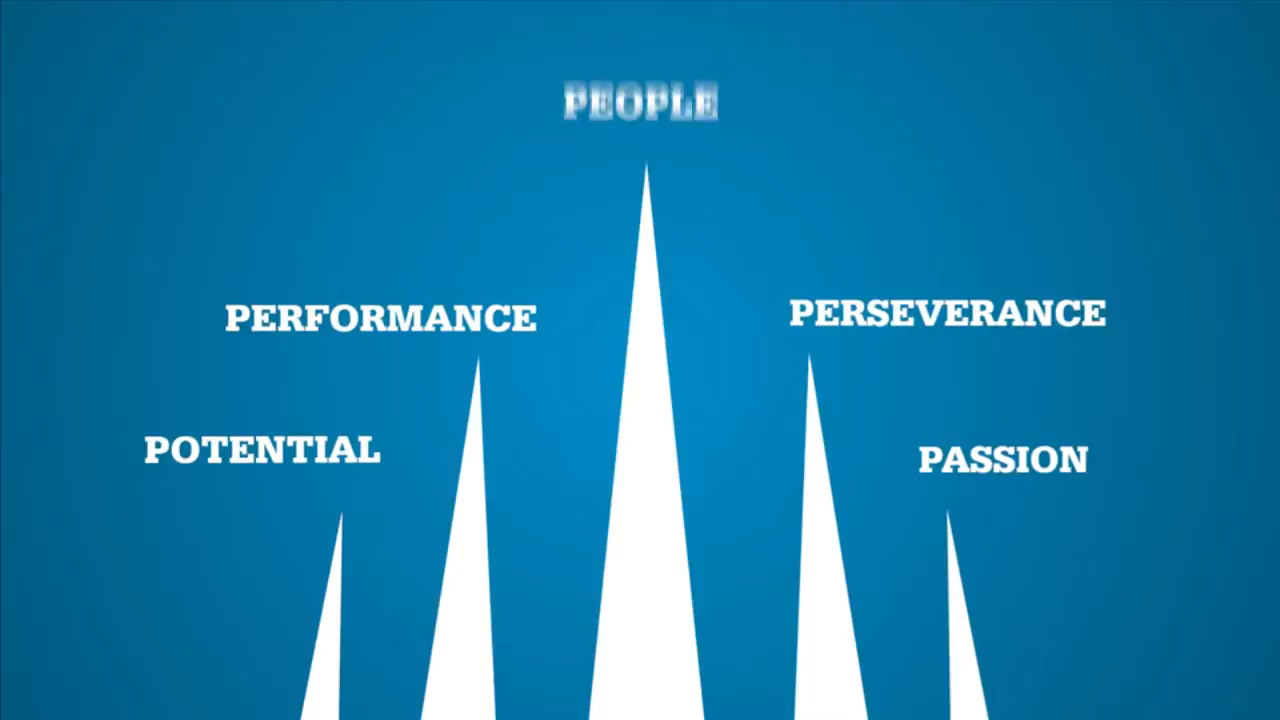 PEOPLE
PERFORMANCE
PERSEVERANCE
POTENTIAL
PASSION